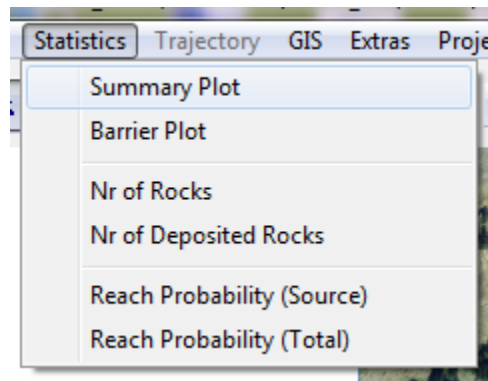 Statistics Trajectory GIS Extras Proje
Summary Plot
Barrier Plot
Nr of Rocks
Nr of Deposited Rocks
Reach Probability (Source)
Reach Probability (Total)